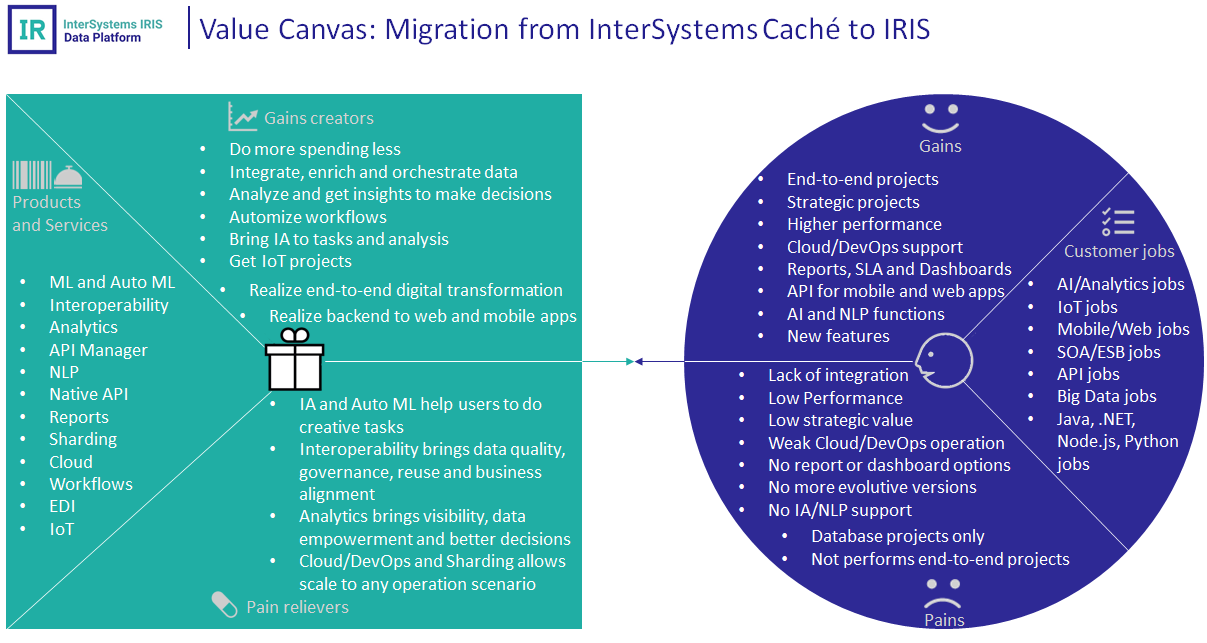 IR
InterSystems IRIS
Data Platform
Value Canvas: Migration from InterSystems Caché to IRIS
Gains creators
• Do more spending less
• Integrate, enrich and orchestrate data
• Analyze and get insights to make decisions
• Automize workflows
• Bring IA to tasks and analysis
• Get IoT projects
• Realize end-to-end digital transformation
• Realize backend to web and mobile apps
Products
and Services
• ML and Auto ML
• Interoperability
• Analytics
• API Manager
• NLP
• Native API
• Reports
• Sharding
• Cloud
• Workflows
• EDI
• IoT
• IA and Auto ML help users to do
creative tasks
• Interoperability brings data quality,
governance, reuse and business
alignment
• Analytics brings visibility, data
empowerment and better decisions
• Cloud/DevOps and Sharding allows
scale to any operation scenario
Pain relievers
Gains
• End-to-end projects
• Strategic projects
• Higher performance
• Cloud/DevOps support
• Reports, SLA and Dashboards
• API for mobile and web apps
• AI and NLP functions
• New features
Customer jobs
• AI/Analytics jobs
• IoT jobs
• Mobile/Web jobs
• SOA/ESB jobs
• API jobs
• Big Data jobs
• Java, .NET,
Node.js, Python
jobs
• Lack of integration
• Low Performance
• Low strategic value
• Weak Cloud/DevOps operation
• No report or dashboard options
• No more evolutive versions
• No IA/NLP support
• Database projects only
• Not performs end-to-end projects
Pains